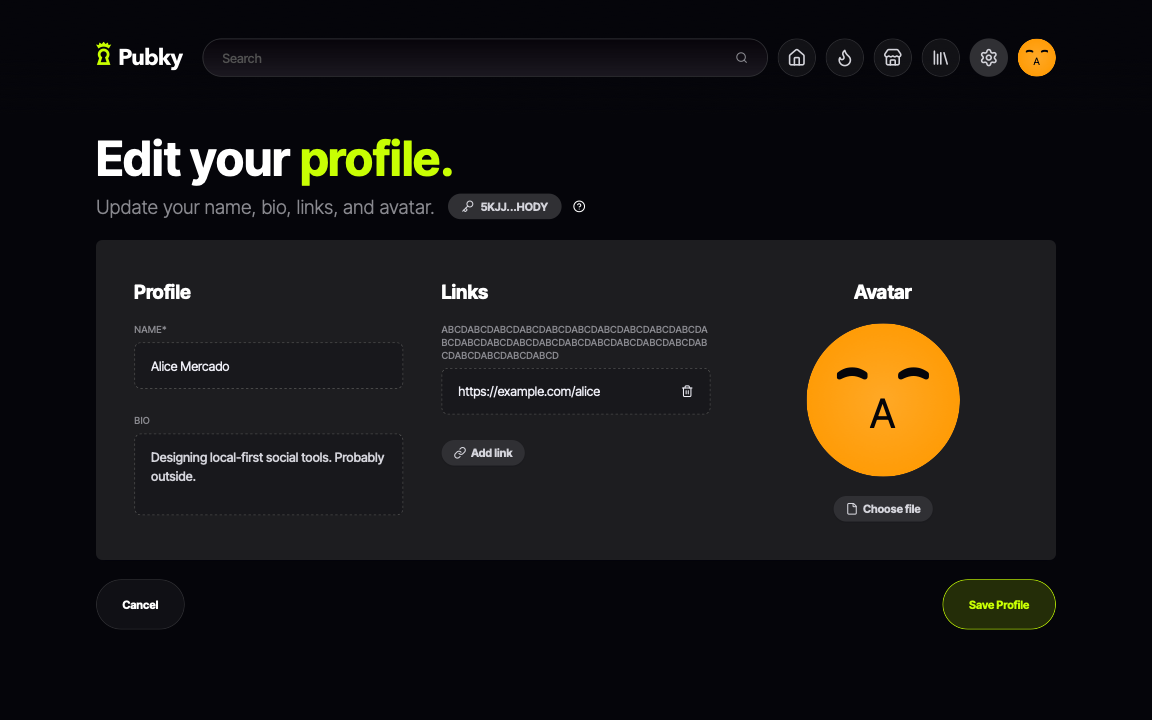 Pubky
Search
A
Edit your profile.
Update your name, bio, links, and avatar.
5KJJ...HODY
Profile
NAME*
Alice Mercado
BIO
Designing local-first social tools. Probably
outside.
Links
ABCDABCDABCDABCDABCDABCDABCDABCDABCDABCDA
BCDABCDABCDABCDABCDABCDABCDABCDABCDABCDAB
CDABCDABCDABCDABCD
https://example.com/alice
Add link
Avatar
A
Choose file
Cancel
Save Profile